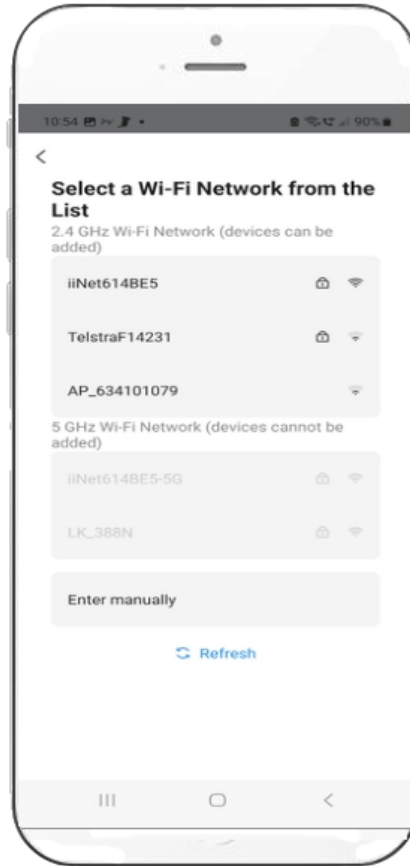 10:54
90%
Select a Wi-Fi Network from the
List
2.4 GHz Wi-Fi Network (devices can be
added)
iiNet614BE5
TelstraF14231
AP_634101079
5 GHz Wi-Fi Network (devices cannot be
added)
iiNet614BE5-5G
LK_388N
Enter manually
Refresh